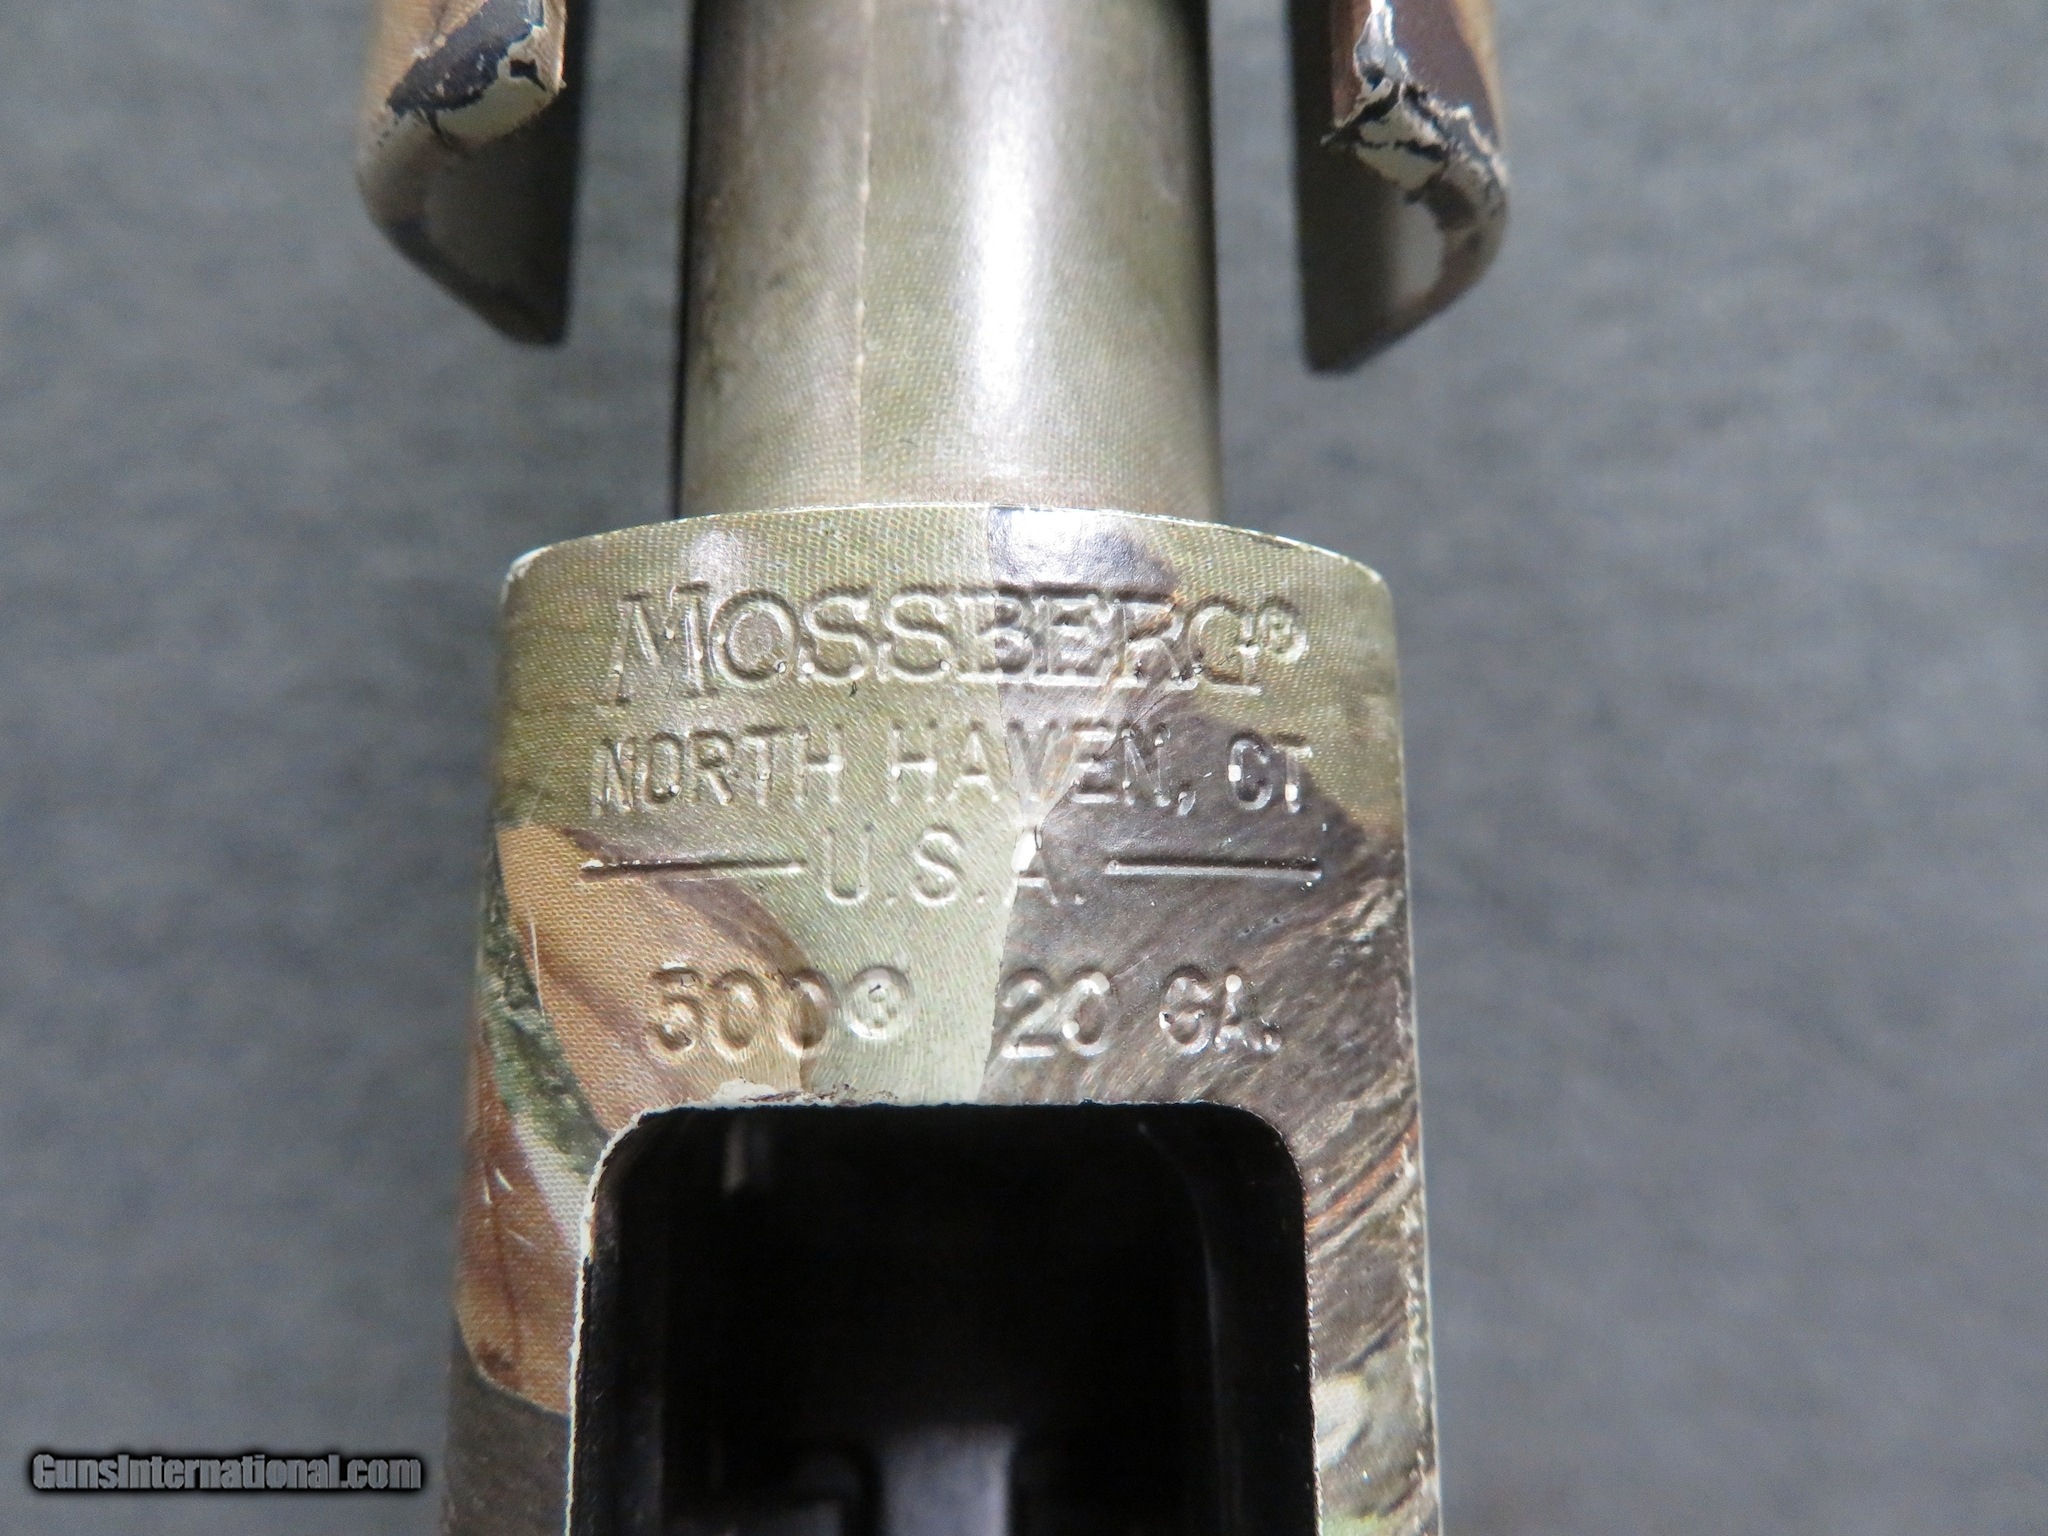 MOSSBERG®
NORTH HAVEN, CT
U.S.A.
500® 20 GA.
GunsInternational.com